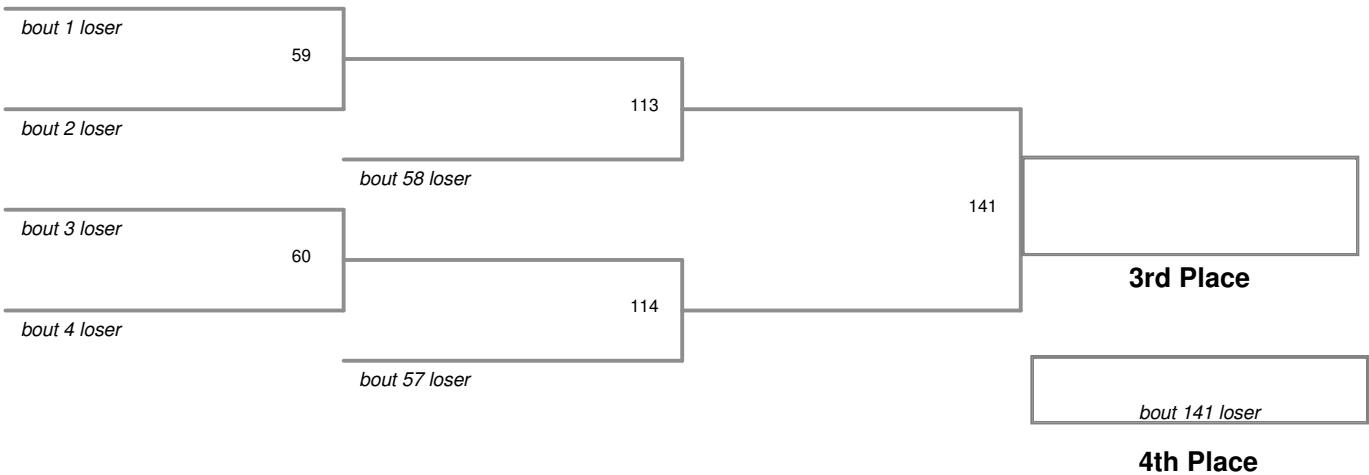 bout 1 loser
59
bout 2 loser
113
bout 58 loser
bout 3 loser
60
bout 4 loser
114
bout 57 loser
141
3rd Place
bout 141 loser
4th Place